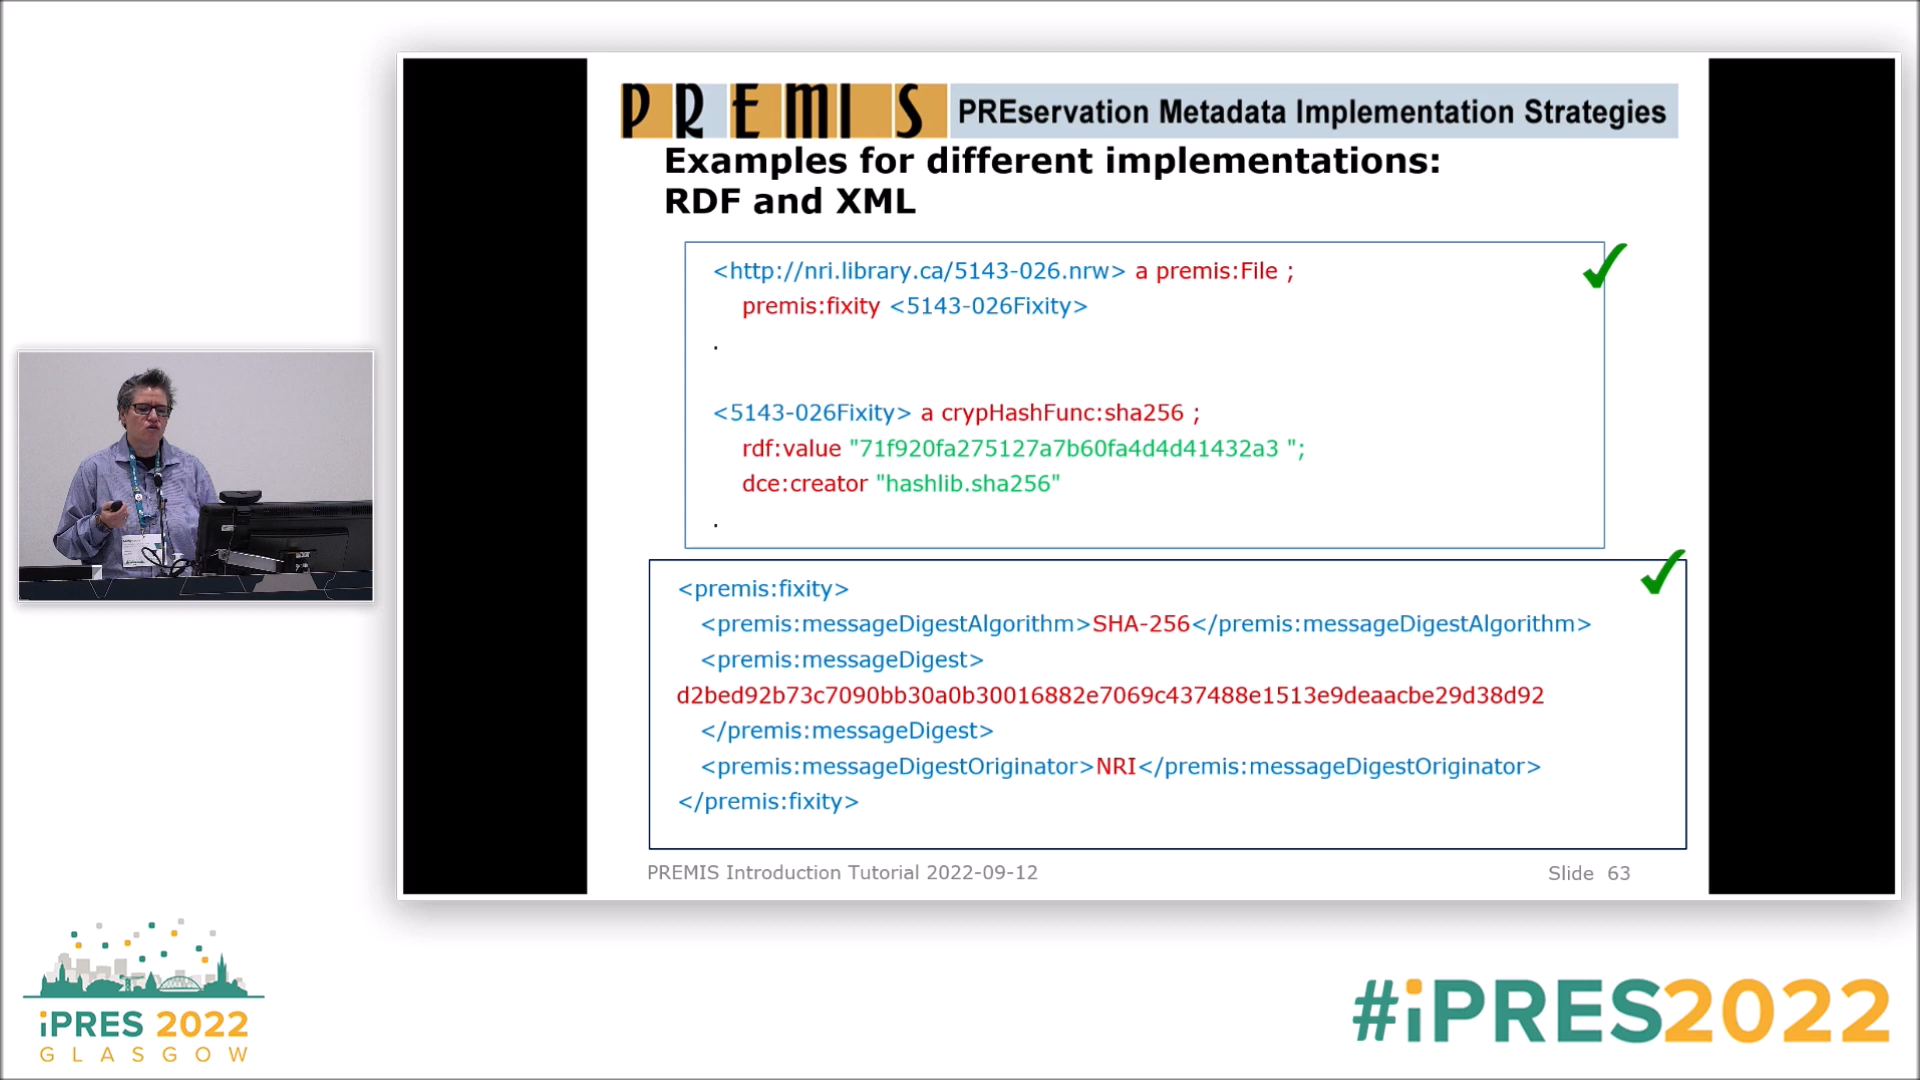 PREMIS PREservation Metadata Implementation Strategies
Examples for different implementations:
RDF and XML
<http://nri.library.ca/5143-026.nrw> a premis:File ;
premis:fixity <5143-026Fixity>
.
<5143-026Fixity> a crypHashFunc:sha256 ;
rdf:value "71f920fa275127a7b60fa4d4d41432a3 ";
dce:creator "hashlib.sha256"
.
<premis:fixity>
<premis:messageDigestAlgorithm>SHA-256</premis:messageDigestAlgorithm>
<premis:messageDigest>
d2bed92b73c7090bb30a0b30016882e7069c437488e1513e9deaacbe29d38d92
</premis:messageDigest>
<premis:messageDigestOriginator>NRI</premis:messageDigestOriginator>
</premis:fixity>
PREMIS Introduction Tutorial 2022-09-12
Slide 63
iPRES 2022
GLASGOW
#iPRES2022